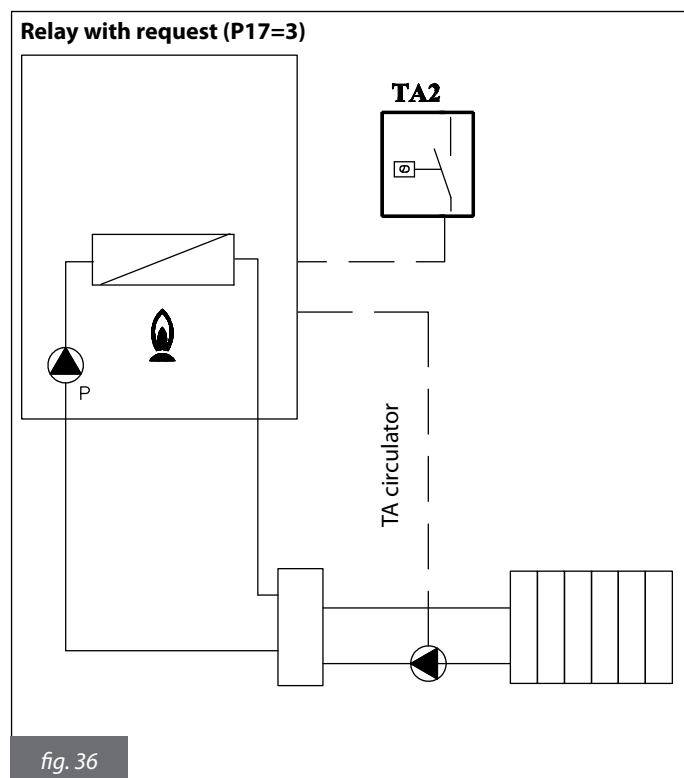 Relay with request (P17=3)
TA2
P
TA circulator
fig. 36